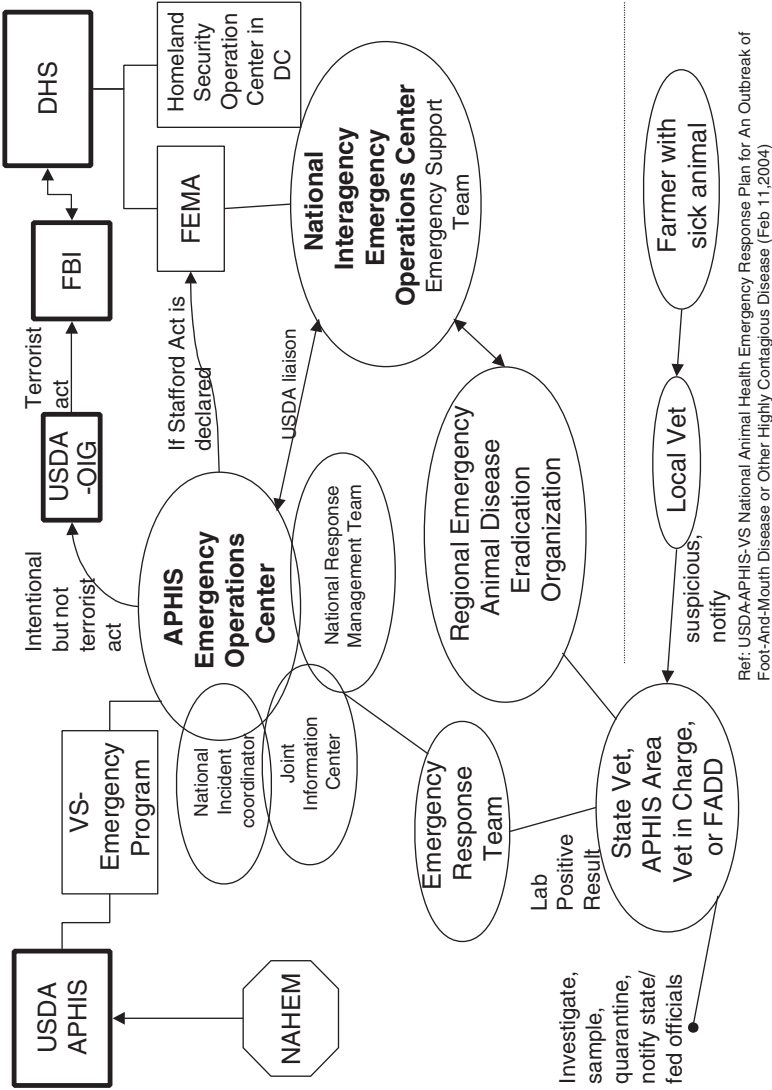 USDA
APHIS
VS-
Emergency
Program
Intentional
but not
terrorist
act
USDA
-OIG
Terrorist
act
FBI
DHS
NAHEM
National
Incident
coordinator
APHIS
Emergency
Operations
Center
If Stafford Act is
declared
FEMA
Homeland
Security
Operation
Center in
DC
Joint
Information
Center
National Response
Management Team
USDA liaison
National
Interagency
Emergency
Operations Center
Emergency Support
Team
Emergency
Response
Team
Regional Emergency
Animal Disease
Eradication
Organization
Lab
Positive
Result
Investigate,
sample,
quarantine,
notify state/
fed officials
State Vet,
APHIS Area
Vet in Charge,
or FADD
suspicious,
notify
Local Vet
Farmer with
sick animal
Ref: USDA-APHIS-VS National Animal Health Emergency Response Plan for An Outbreak of
Foot-And-Mouth Disease or Other Highly Contagious Disease (Feb 11,2004)